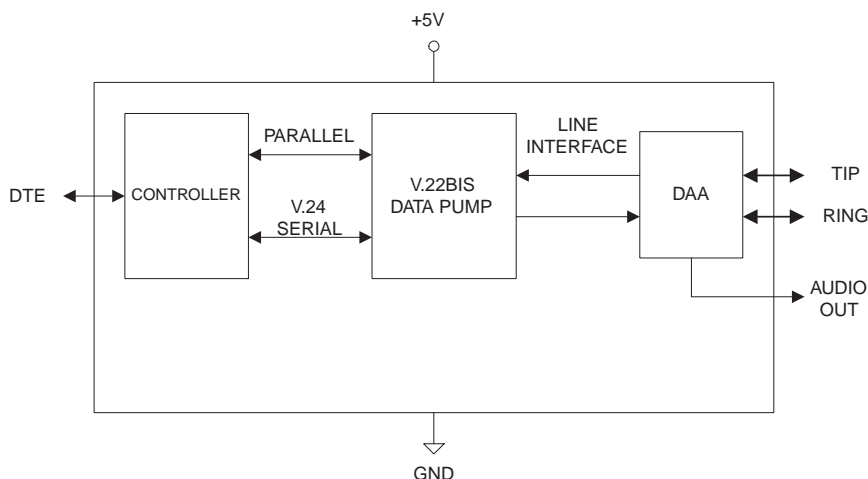 +5V
PARALLEL
LINE
INTERFACE
DTE
CONTROLLER
V.24
SERIAL
V.22BIS
DATA PUMP
DAA
TIP
RING
AUDIO
OUT
GND